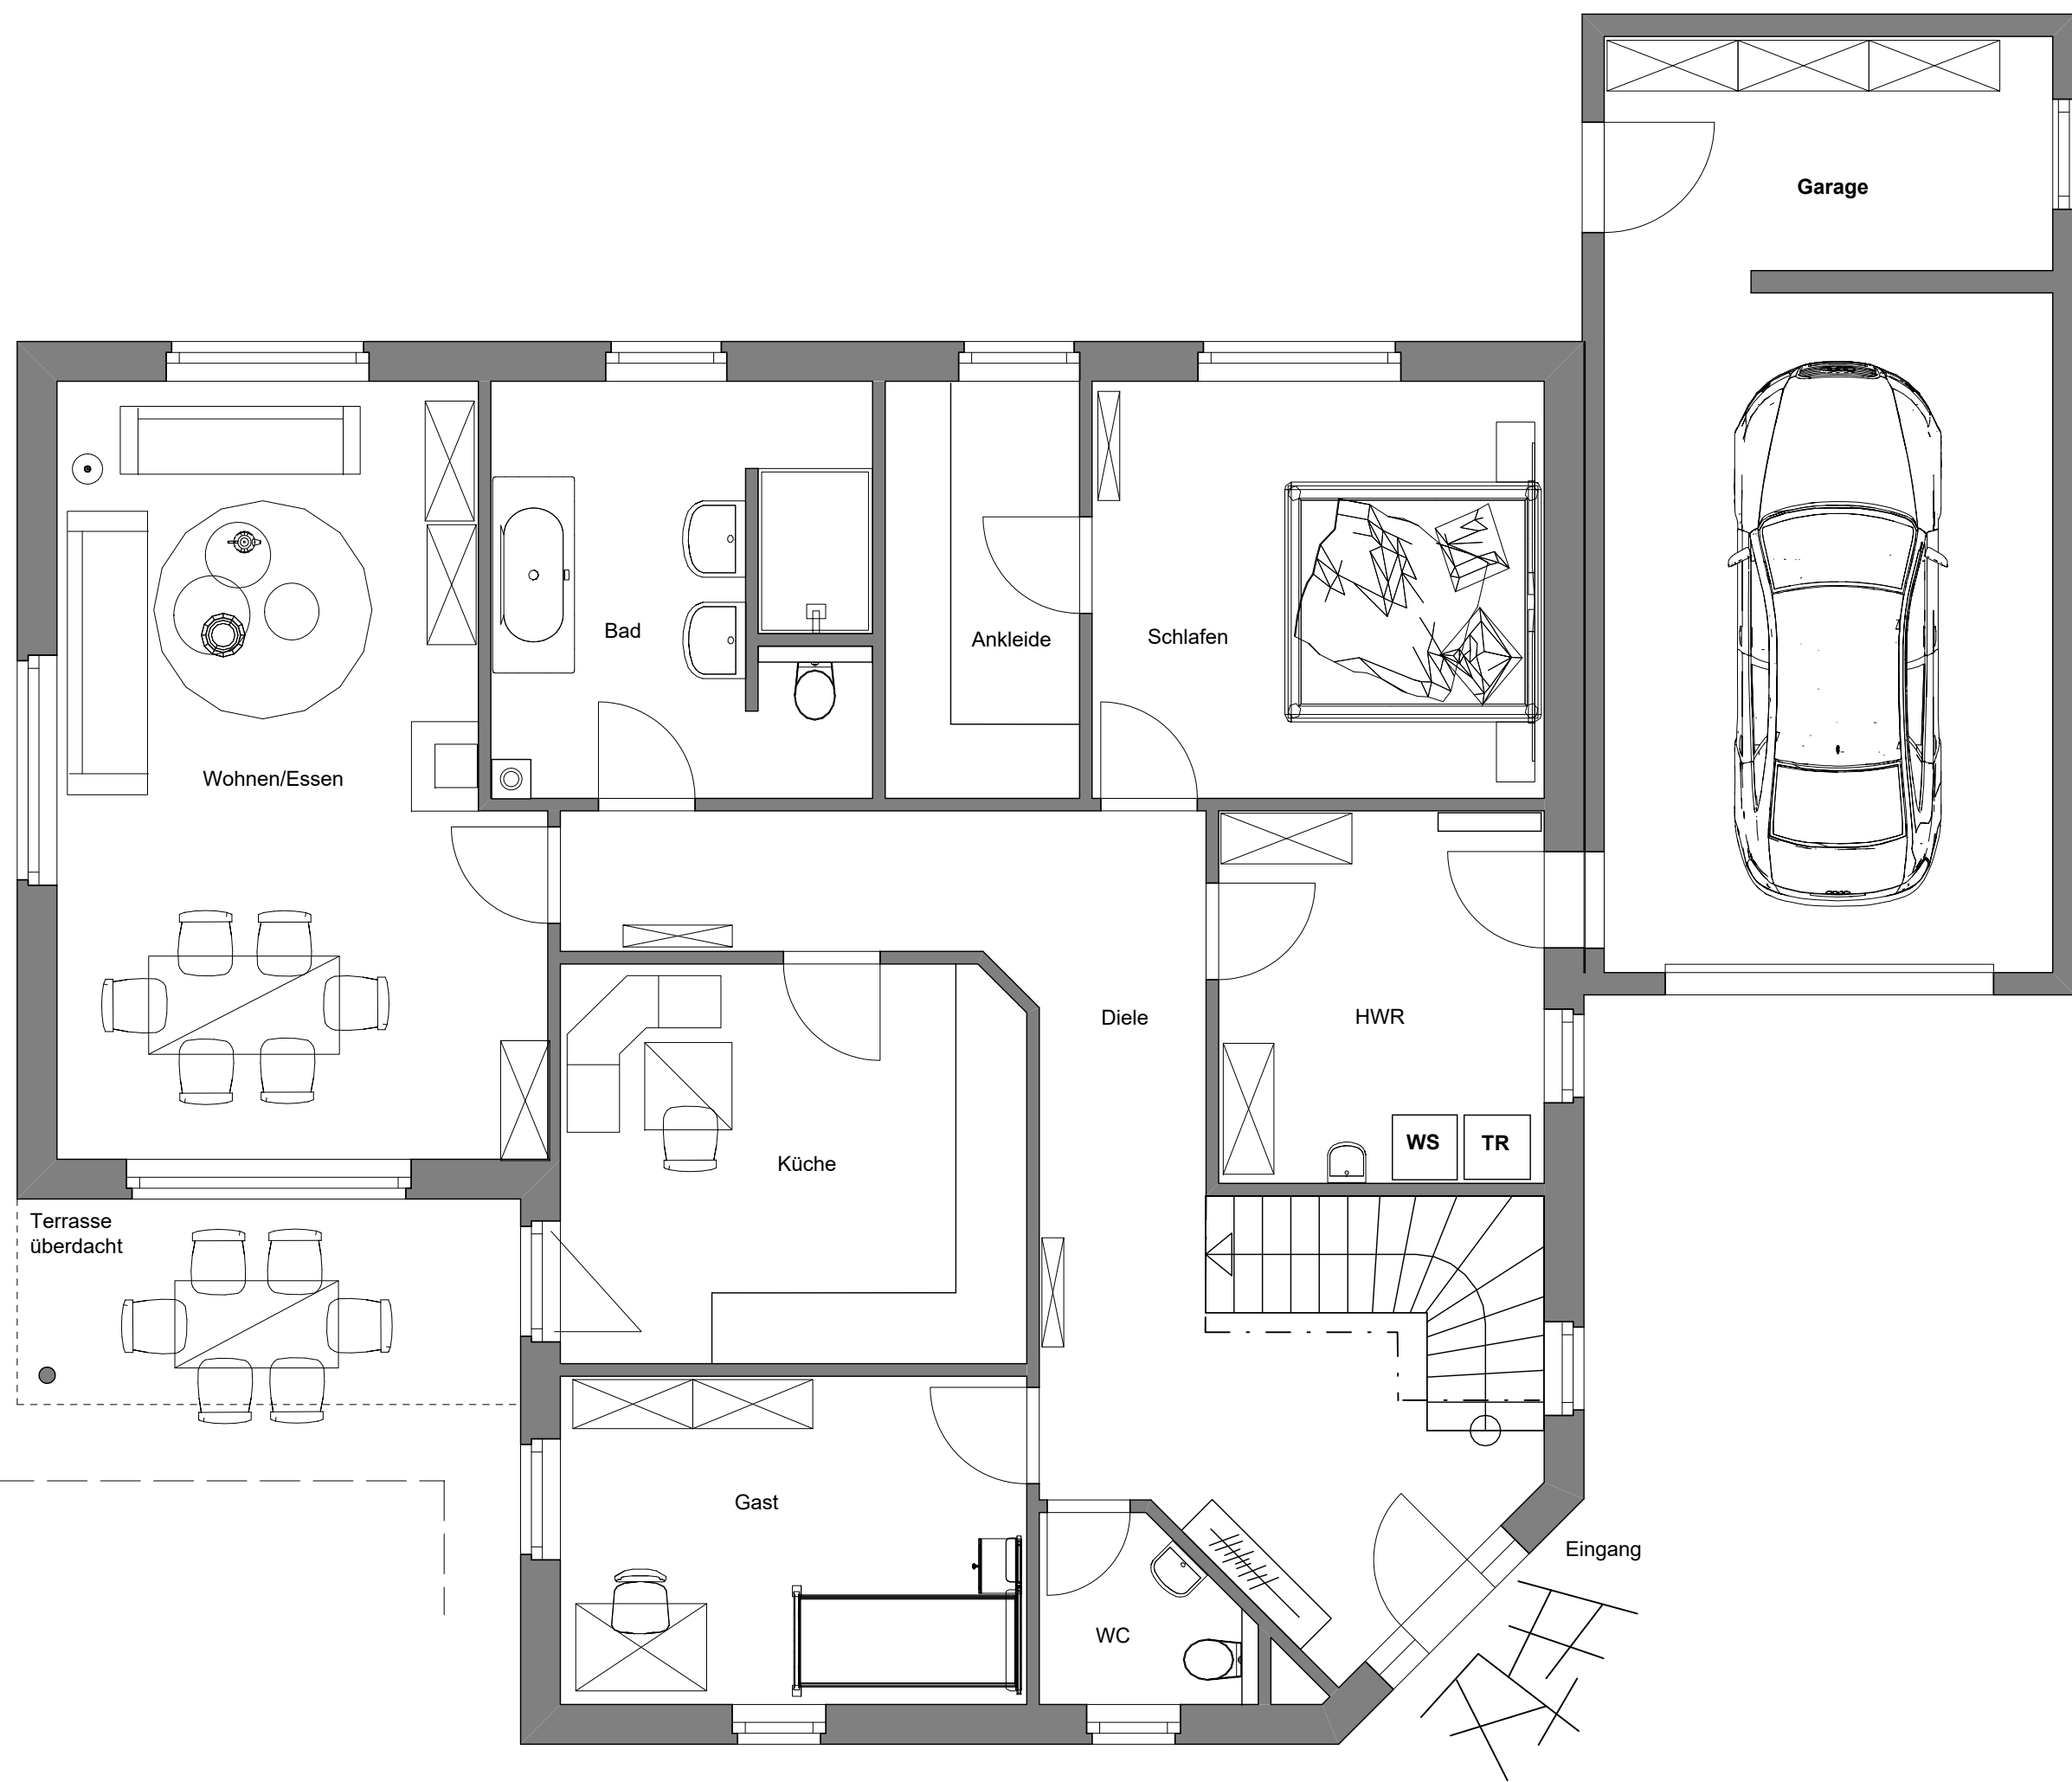 Garage
Bad
Ankleide
Schlafen
Wohnen/Essen
Diele
HWR
WS
TR
Küche
Terrasse
überdacht
Gast
Eingang
WC